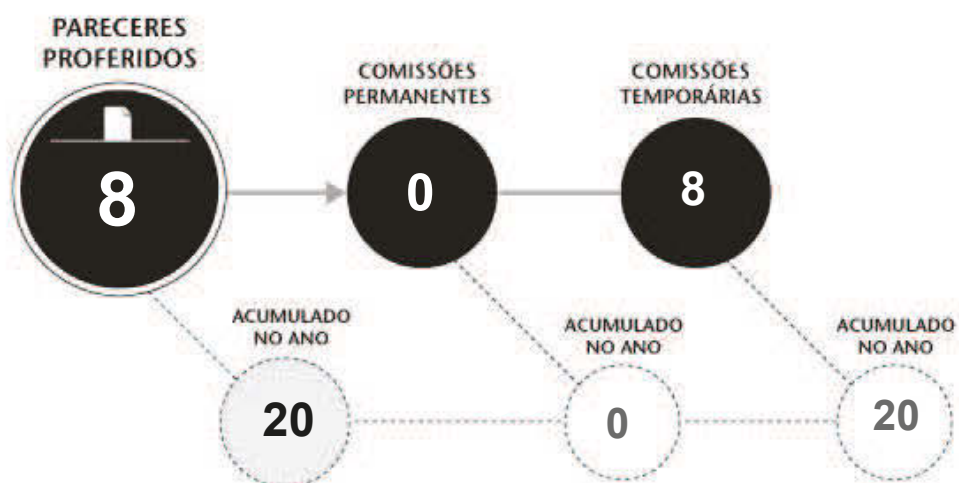 PARECERES
PROFERIDOS
8
COMISSÕES
PERMANENTES
0
COMISSÕES
TEMPORÁRIAS
8
ACUMULADO
NO ANO
20
ACUMULADO
NO ANO
0
ACUMULADO
NO ANO
20